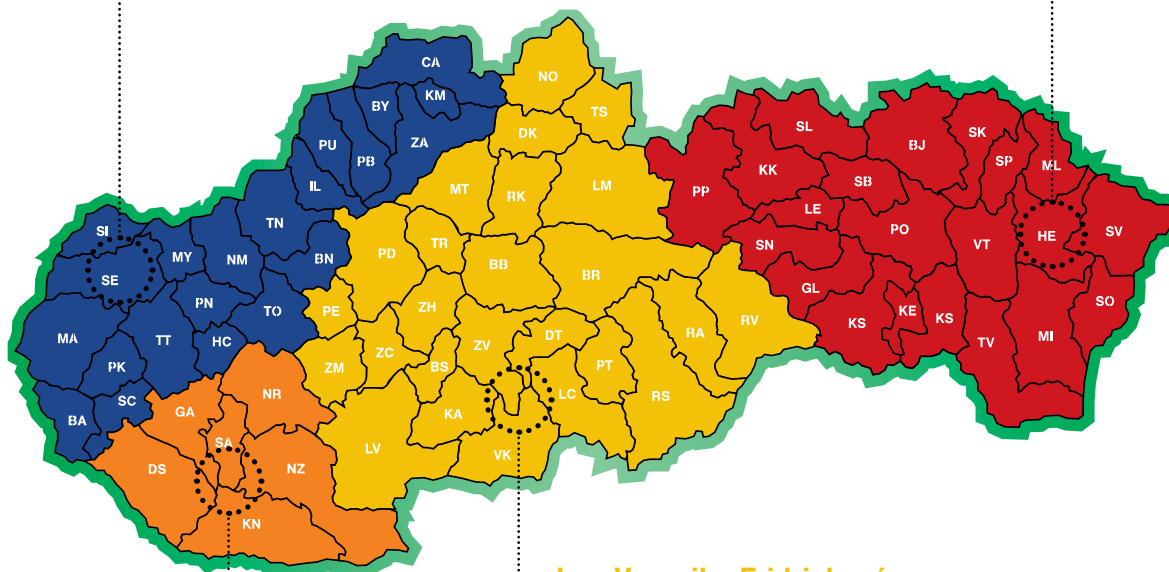 CA
NO
KM
BY
TS
SL
DK
SK
BJ
PU
ZA
PB
SP
ML
KK
IL
MT
RK
LM
PP
SB
LE
TN
SI
PO
SV
HE
MY
NM
BN
PD
TR
BB
SN
VT
BR
SE
PN
TO
PE
ZH
GL
SO
KS
KE
KS
RV
RA
MA
TT
HC
ZC
ZV
DT
TV
MI
PK
ZM
BS
PT
SC
NR
LC
RS
BA
GA
KA
SA
LV
VK
DS
NZ
KN